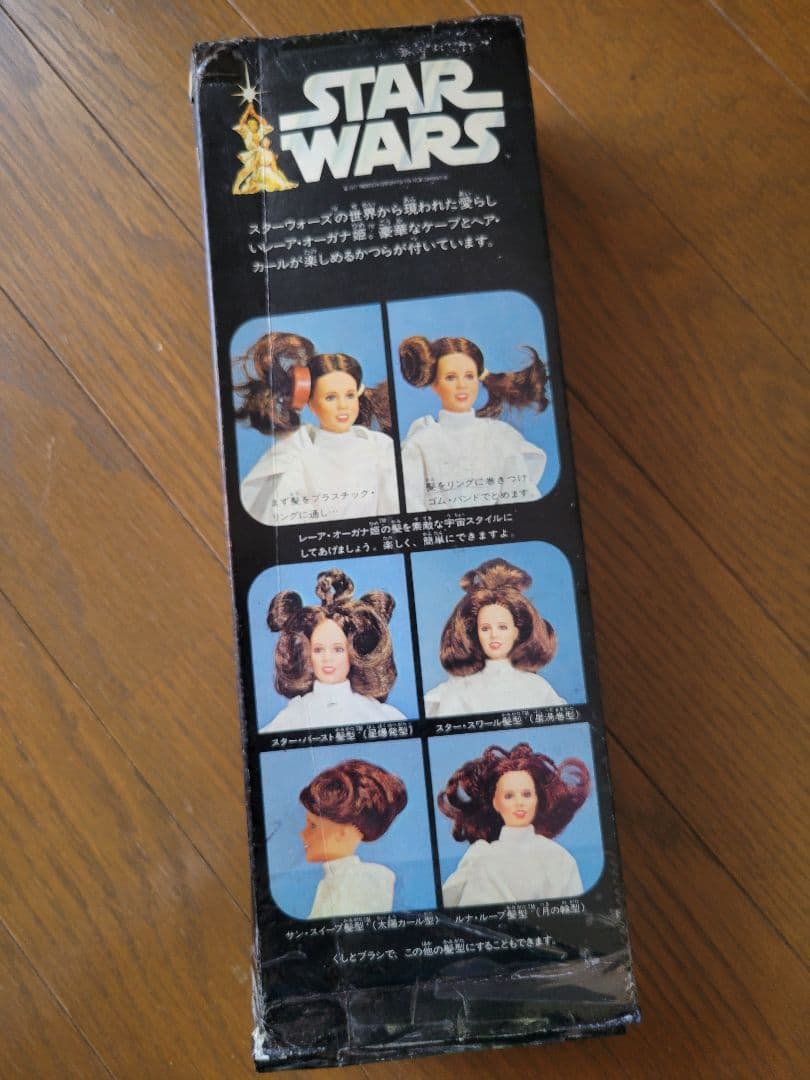 STAR
WARS
スターウォーズの世界から現われた愛らし
いレーア・オーガナ姫。豪華なケープとヘア・
カールが楽しめるかつらが付いています。
まず髪をプラスチック・
リングに通し…
髪をリングに巻きつけ
ゴム・バンドでとめます。
レーア・オーガナ姫の髪を素敵な宇宙スタイルに
してあげましょう。楽しく、簡単にできますよ。
スター・バースト髪型™(星爆発型)
スター・スワール髪型™(星渦巻型)
サン・スイープ髪型™(太陽カール型)
ルナ・ループ髪型™(月の輪型)
くしとブラシで、この他の髪型にすることもできます。